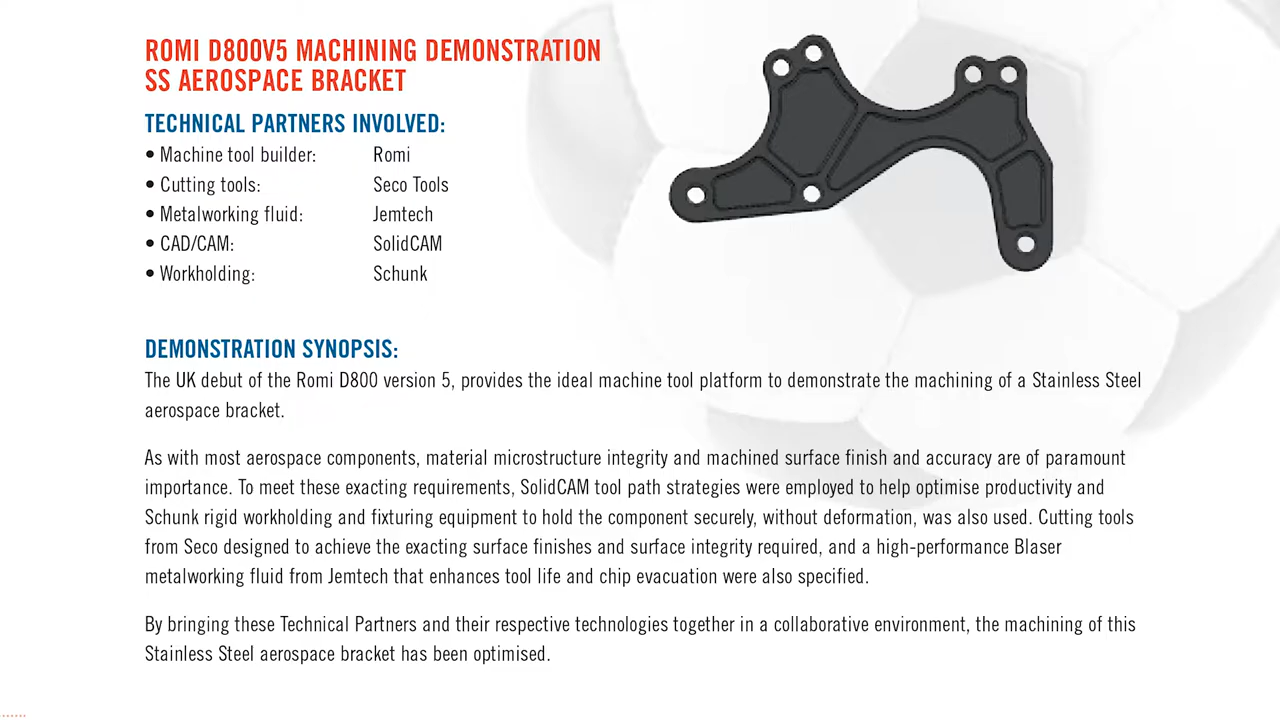 ROMI D800V5 MACHINING DEMONSTRATION
SS AEROSPACE BRACKET
TECHNICAL PARTNERS INVOLVED:
• Machine tool builder: Romi
• Cutting tools: Seco Tools
• Metalworking fluid: Jemtech
• CAD/CAM: SolidCAM
• Workholding: Schunk
DEMONSTRATION SYNOPSIS:
The UK debut of the Romi D800 version 5, provides the ideal machine tool platform to demonstrate the machining of a Stainless Steel
aerospace bracket.
As with most aerospace components, material microstructure integrity and machined surface finish and accuracy are of paramount
importance. To meet these exacting requirements, SolidCAM tool path strategies were employed to help optimise productivity and
Schunk rigid workholding and fixturing equipment to hold the component securely, without deformation, was also used. Cutting tools
from Seco designed to achieve the exacting surface finishes and surface integrity required, and a high-performance Blaser
metalworking fluid from Jemtech that enhances tool life and chip evacuation were also specified.
By bringing these Technical Partners and their respective technologies together in a collaborative environment, the machining of this
Stainless Steel aerospace bracket has been optimised.